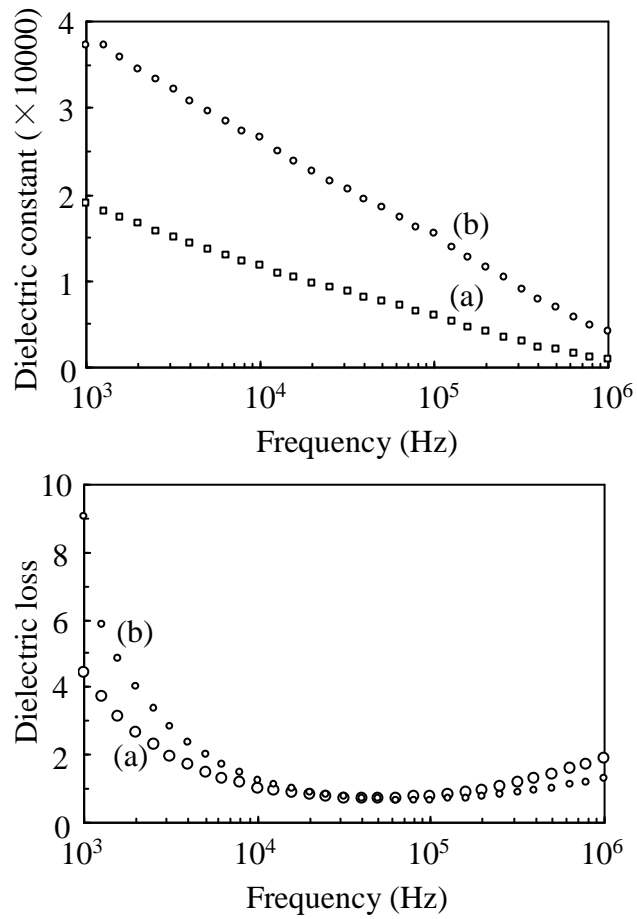 Dielectric constant (×10000)
4
3
2
1
0
(b)
(a)
10³ 10⁴ 10⁵ 10⁶
Frequency (Hz)
Dielectric loss
10
8
6
4
2
0
(b)
(a)
10³ 10⁴ 10⁵ 10⁶
Frequency (Hz)